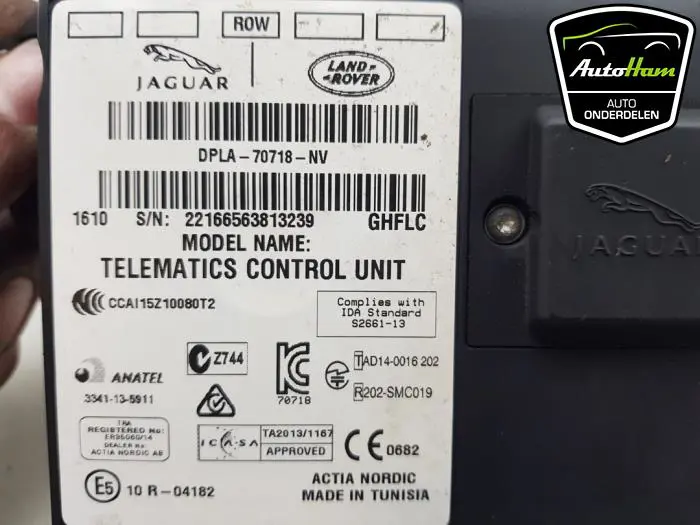 ROW
JAGUAR
LAND-
-ROVER
DPLA-70718-NV
1610 S/N: 22166563813239 GHFLC
MODEL NAME:
TELEMATICS CONTROL UNIT
CCAI15Z10080T2
Complies with
IDA Standard
S2661-13
Z744
ANATEL
3341-13-5911
70718
T AD14-0016 202
R 202-SMC019
TRA
REGISTERED No:
ER35060/14
DEALER No:
ACTIA NORDIC AB
ICASA
TA2013/1167
APPROVED
CE 0682
E5 10 R-04182
ACTIA NORDIC
MADE IN TUNISIA
JAGUAR
AutoHam
AUTO
ONDERDELEN